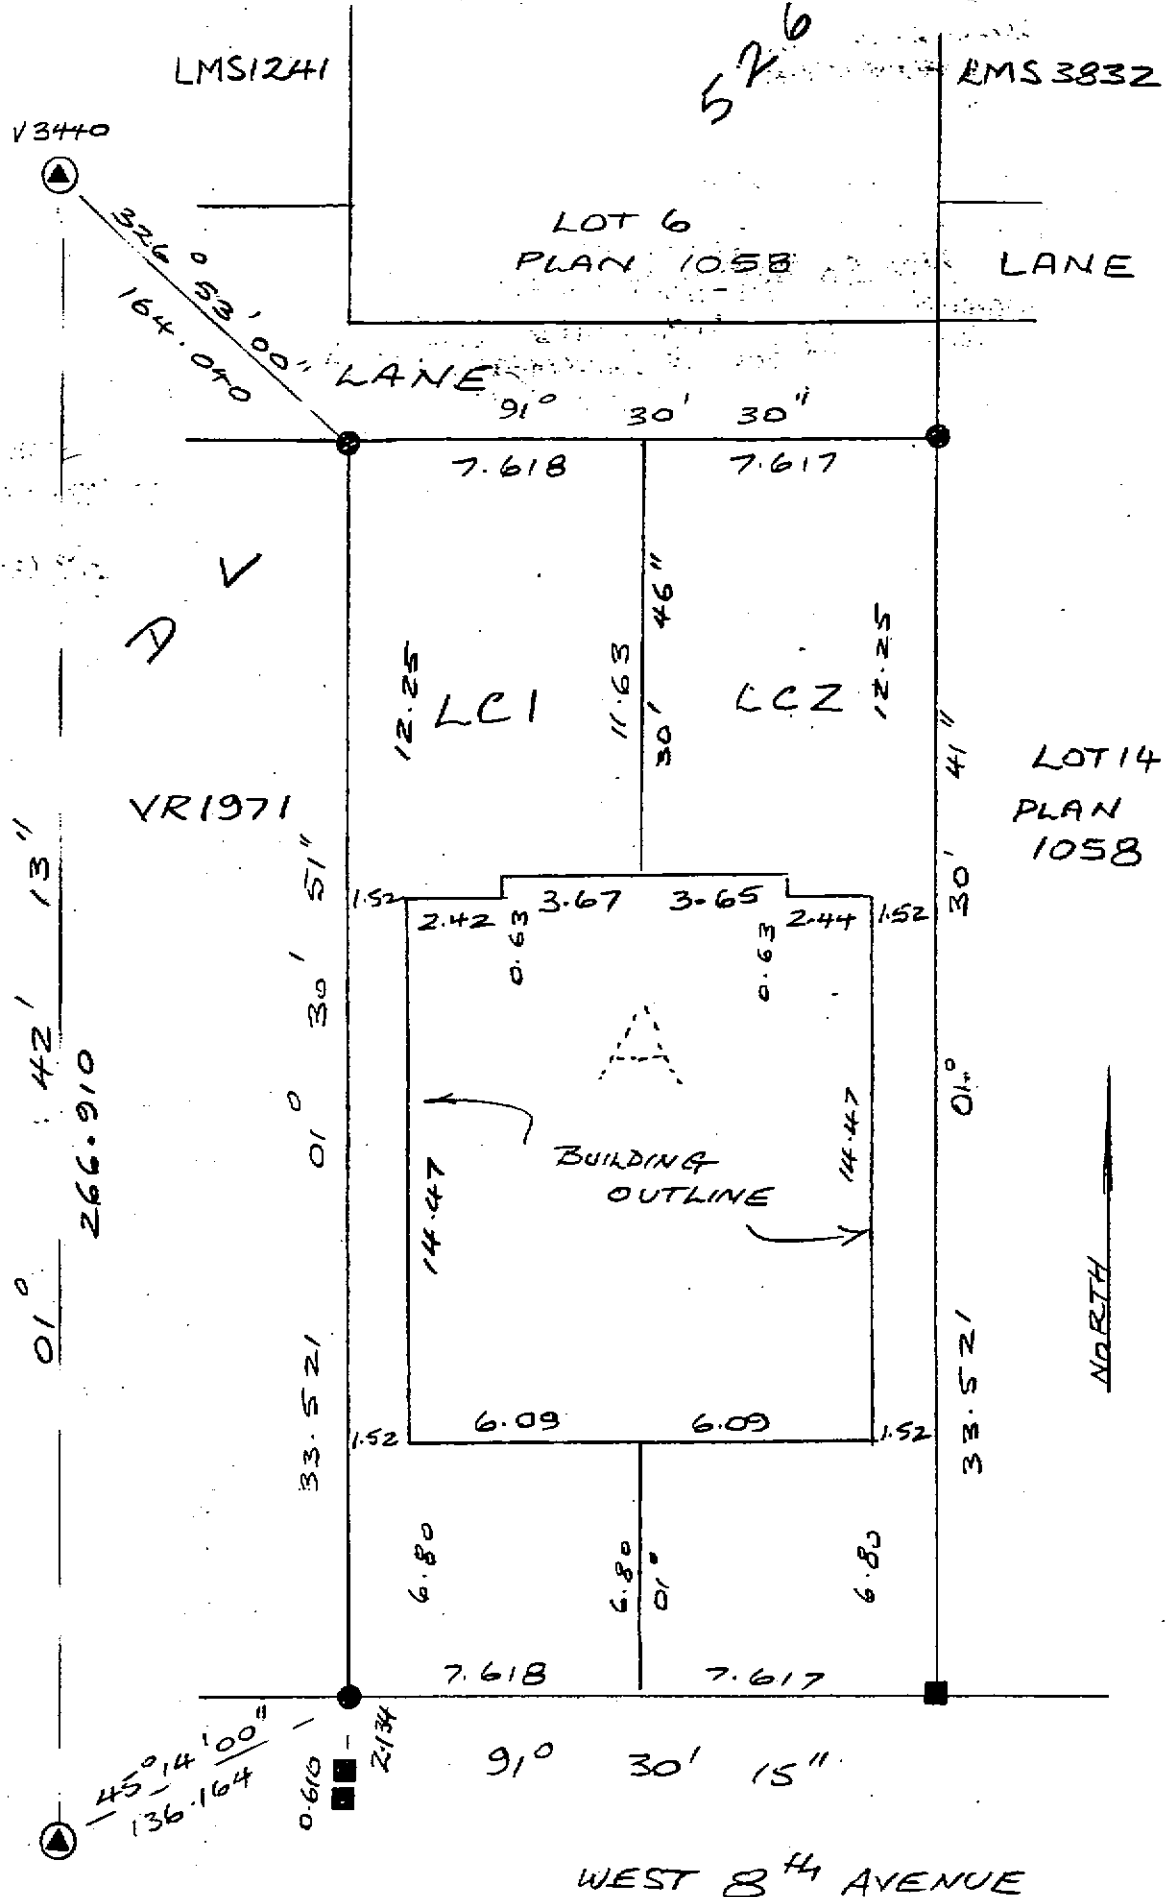 LMS1241
526
LMS 3832
V3440
LOT 6
PLAN 1058
LANE
326° 53' 00"
164.040
LANE
91° 30' 30"
7.618 7.617
D V
12.25
LC1
11.63
30' 46"
LC2
12.25
LOT 14
PLAN
1058
VR1971
01° 30' 51"
33.521
01° 30' 41"
33.521
01° 42' 13"
266.910
1.52 2.42 3.67 3.65 2.44 1.52
0.63 0.63
A
BUILDING
OUTLINE
14.47
14.47
NORTH
1.52 6.09 6.09 1.52
6.80 6.80 01° 6.80
7.618 7.617
45° 14' 00"
136.164
0.610
2.134
91° 30' 15"
WEST 8th AVENUE